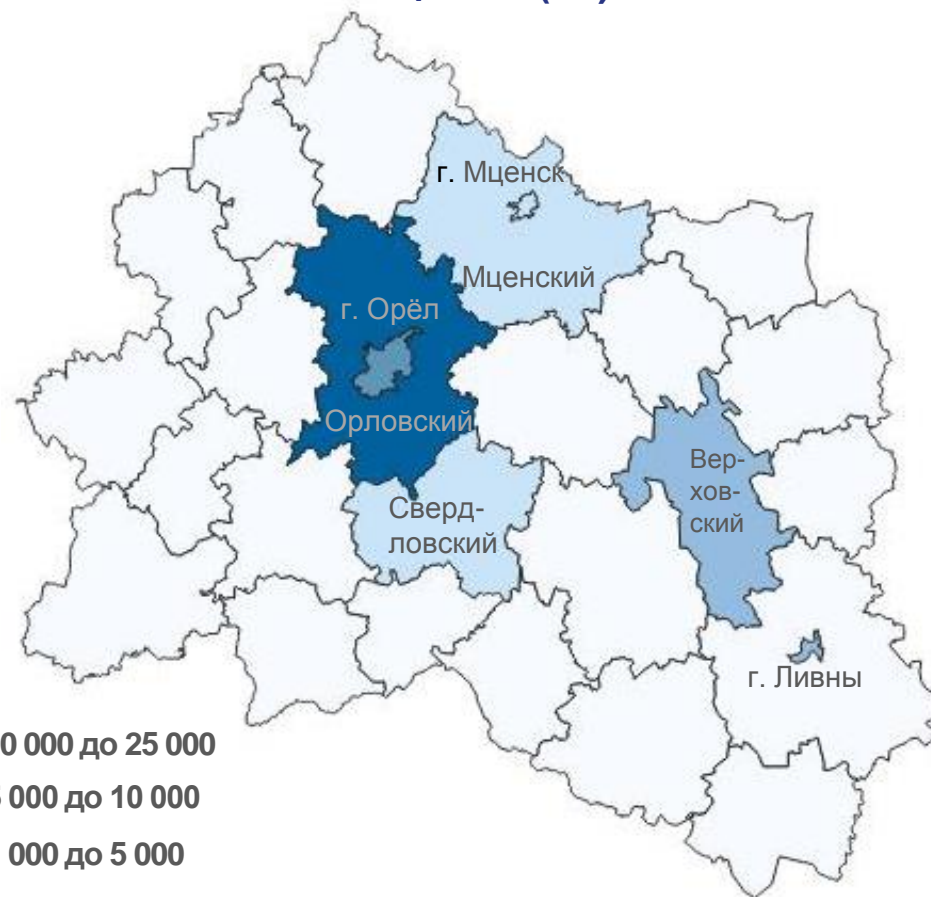 г. Мценск
Мценский
г. Орёл
Орловский
Вер-
хов-
ский
Сверд-
ловский
г. Ливны
0 000 до 25 000
000 до 10 000
000 до 5 000